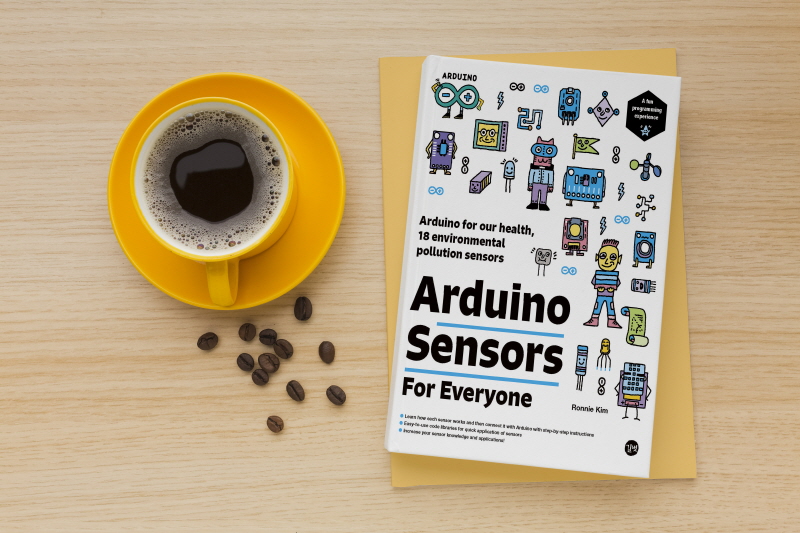 ARDUINO
A fun
programming
experience
Arduino for our health,
18 environmental
pollution sensors
Arduino
Sensors
For Everyone
Ronnie Kim
Learn how each sensor works and then connect it with Arduino with step-by-step instructions
Easy-to-use code libraries for quick application of sensors
Increase your sensor knowledge and applications!
길벗